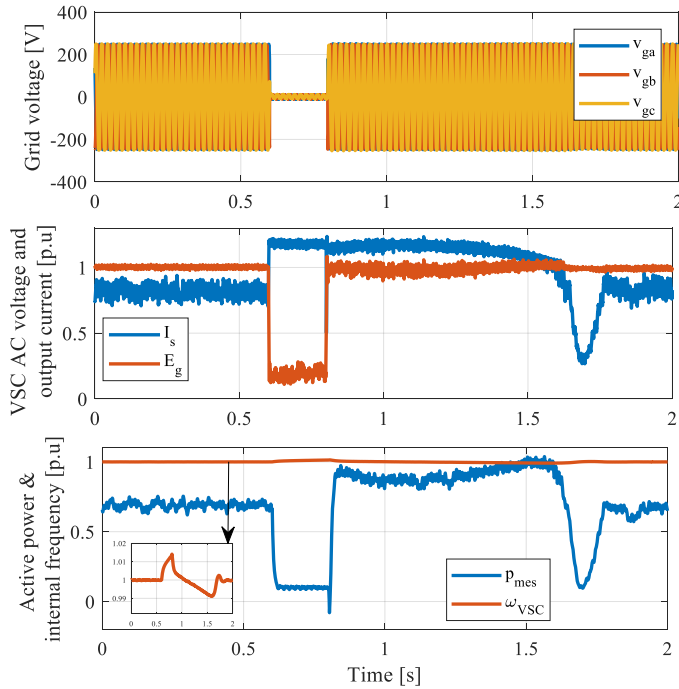 400
200
0
-200
-400
Grid voltage [V]
v_ga
v_gb
v_gc
0
0.5
1
1.5
2
1
0.5
0
VSC AC voltage and
output current [p.u]
I_s
E_g
0
0.5
1
1.5
2
1
0.5
0
Active power &
internal frequency [p.u]
1.02
1.01
1.00
0.99
0.0
0.5
1
1.5
2
p_mes
ω_VSC
0
0.5
1
1.5
2
Time [s]